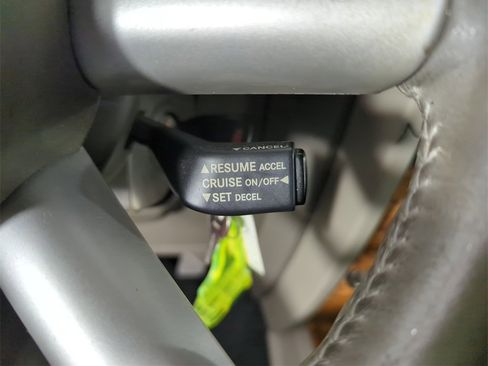 ▼CANCEL
▲RESUME ACCEL
CRUISE ON/OFF◀
▼SET DECEL